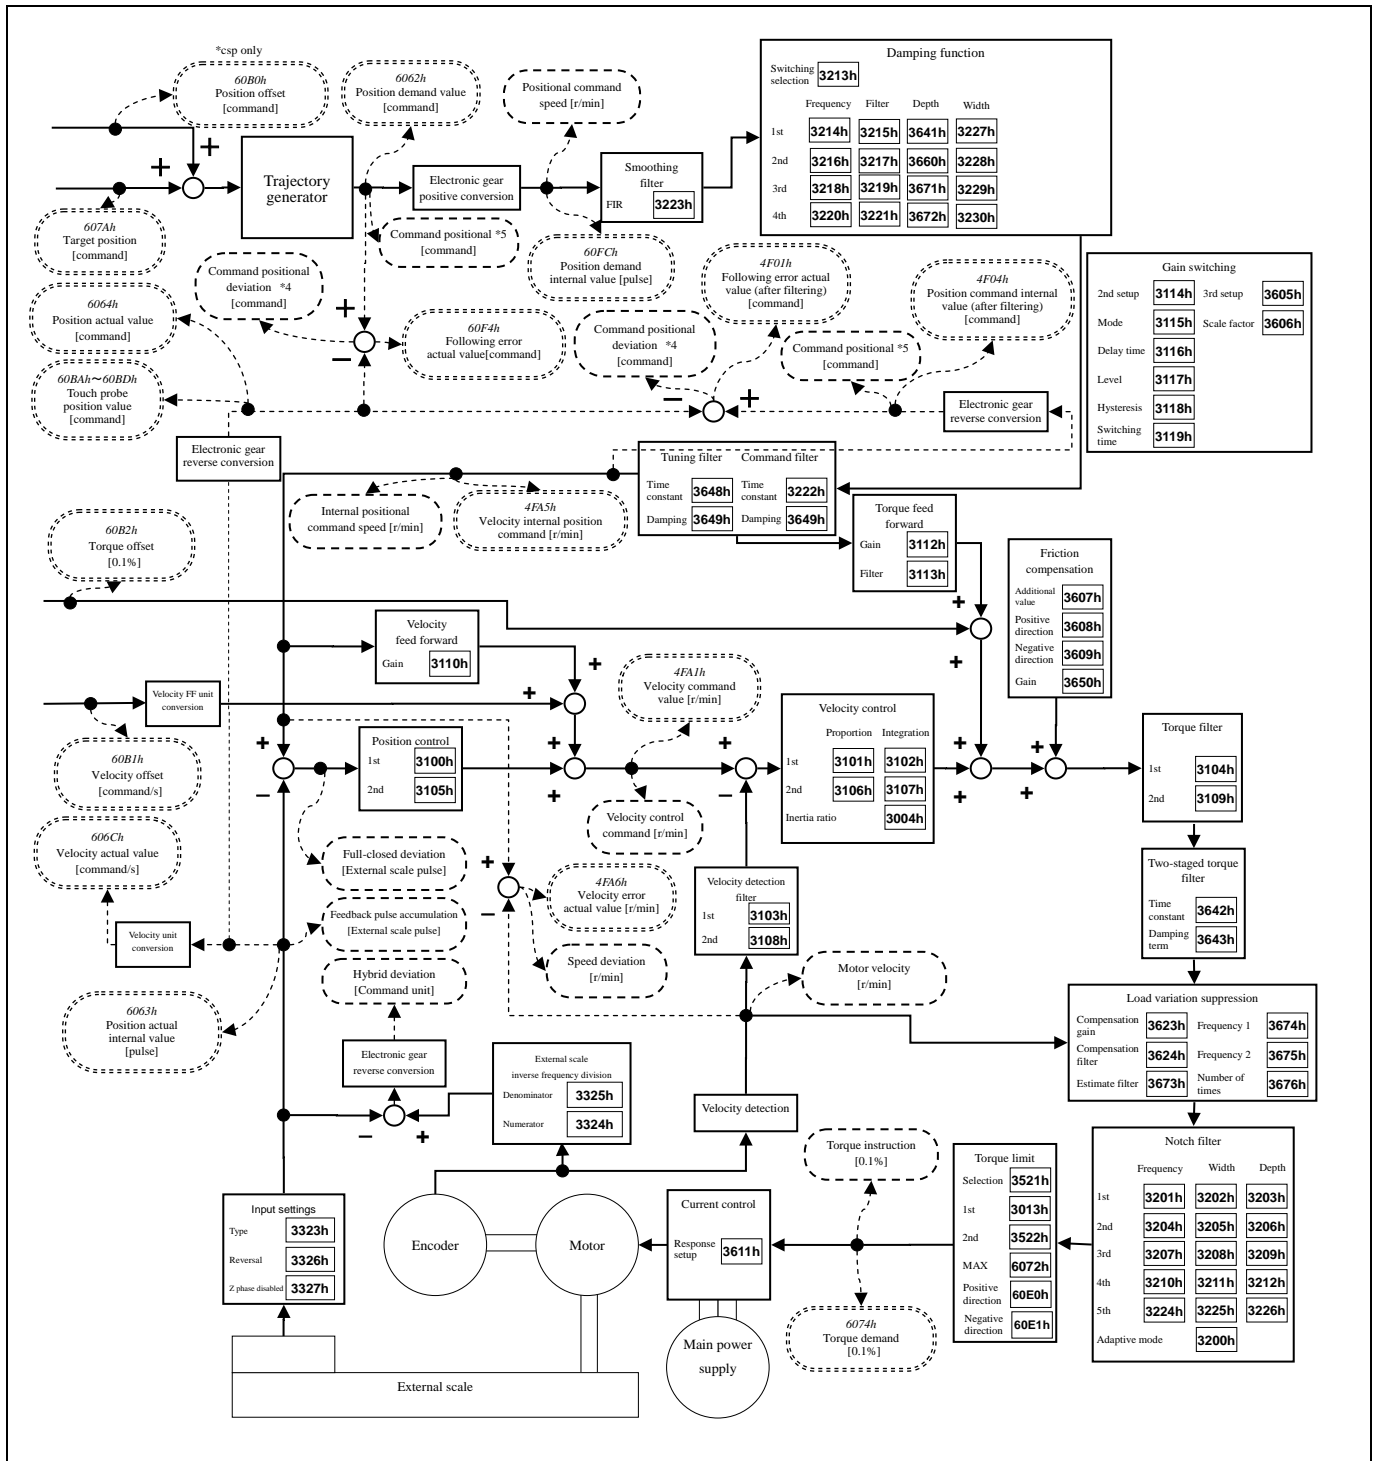 *csp only
60B0h
Position offset
[command]
6062h
Position demand value
[command]
Positional command
speed [r/min]
Damping function
Switching
selection
3213h
Frequency Filter Depth Width
1st 3214h 3215h 3641h 3227h
2nd 3216h 3217h 3660h 3228h
3rd 3218h 3219h 3671h 3229h
4th 3220h 3221h 3672h 3230h
+
+
Trajectory
generator
Electronic gear
positive conversion
Smoothing
filter
FIR 3223h
607Ah
Target position
[command]
Command positional *5
[command]
60FCh
Position demand
internal value [pulse]
Command positional
deviation *4
[command]
6064h
Position actual value
[command]
+
−
60F4h
Following error
actual value[command]
4F01h
Following error actual
value (after filtering)
[command]
4F04h
Position command internal
value (after filtering)
[command]
Command positional
deviation *4
[command]
Command positional *5
[command]
Gain switching
2nd setup 3114h 3rd setup 3605h
Mode 3115h Scale factor 3606h
Delay time 3116h
Level 3117h
Hysteresis 3118h
Switching
time
3119h
60BAh～60BDh
Touch probe
position value
[command]
−
+
Electronic gear
reverse conversion
Electronic gear
reverse conversion
Tuning filter Command filter
Time
constant
3648h
Time
constant
3222h
Damping 3649h Damping 3649h
Internal positional
command speed [r/min]
4FA5h
Velocity internal position
command [r/min]
Torque feed
forward
Gain 3112h
Filter 3113h
60B2h
Torque offset
[0.1%]
Friction
compensation
Additional
value
3607h
Positive
direction
3608h
Negative
direction
3609h
Gain 3650h
+
+
Velocity
feed forward
Gain 3110h
+
+
4FA1h
Velocity command
value [r/min]
Velocity FF unit
conversion
60B1h
Velocity offset
[command/s]
+
−
Position control
1st 3100h
2nd 3105h
+
+
+
−
Velocity control
Proportion Integration
1st 3101h 3102h
2nd 3106h 3107h
Inertia ratio 3004h
+
+
+
+
Torque filter
1st 3104h
2nd 3109h
Velocity control
command [r/min]
606Ch
Velocity actual value
[command/s]
Full-closed deviation
[External scale pulse]
+
−
4FA6h
Velocity error
actual value [r/min]
Velocity detection
filter
1st 3103h
2nd 3108h
Two-staged torque
filter
Time
constant
3642h
Damping
term
3643h
Velocity unit
conversion
Feedback pulse accumulation
[External scale pulse]
Speed deviation
[r/min]
Motor velocity
[r/min]
Hybrid deviation
[Command unit]
6063h
Position actual
internal value
[pulse]
Load variation suppression
Compensation
gain
3623h Frequency 1 3674h
Compensation
filter
3624h Frequency 2 3675h
Estimate filter 3673h
Number of
times
3676h
Electronic gear
reverse conversion
External scale
inverse frequency division
Denominator 3325h
Numerator 3324h
−
+
Velocity detection
Notch filter
Frequency Width Depth
1st 3201h 3202h 3203h
2nd 3204h 3205h 3206h
3rd 3207h 3208h 3209h
4th 3210h 3211h 3212h
5th 3224h 3225h 3226h
Adaptive mode 3200h
Torque instruction
[0.1%]
Torque limit
Selection 3521h
1st 3013h
2nd 3522h
MAX 6072h
Positive
direction
60E0h
Negative
direction
60E1h
Input settings
Type 3323h
Reversal 3326h
Z phase disabled 3327h
Encoder
Motor
Current control
Response
setup
3611h
6074h
Torque demand
[0.1%]
Main power
supply
External scale